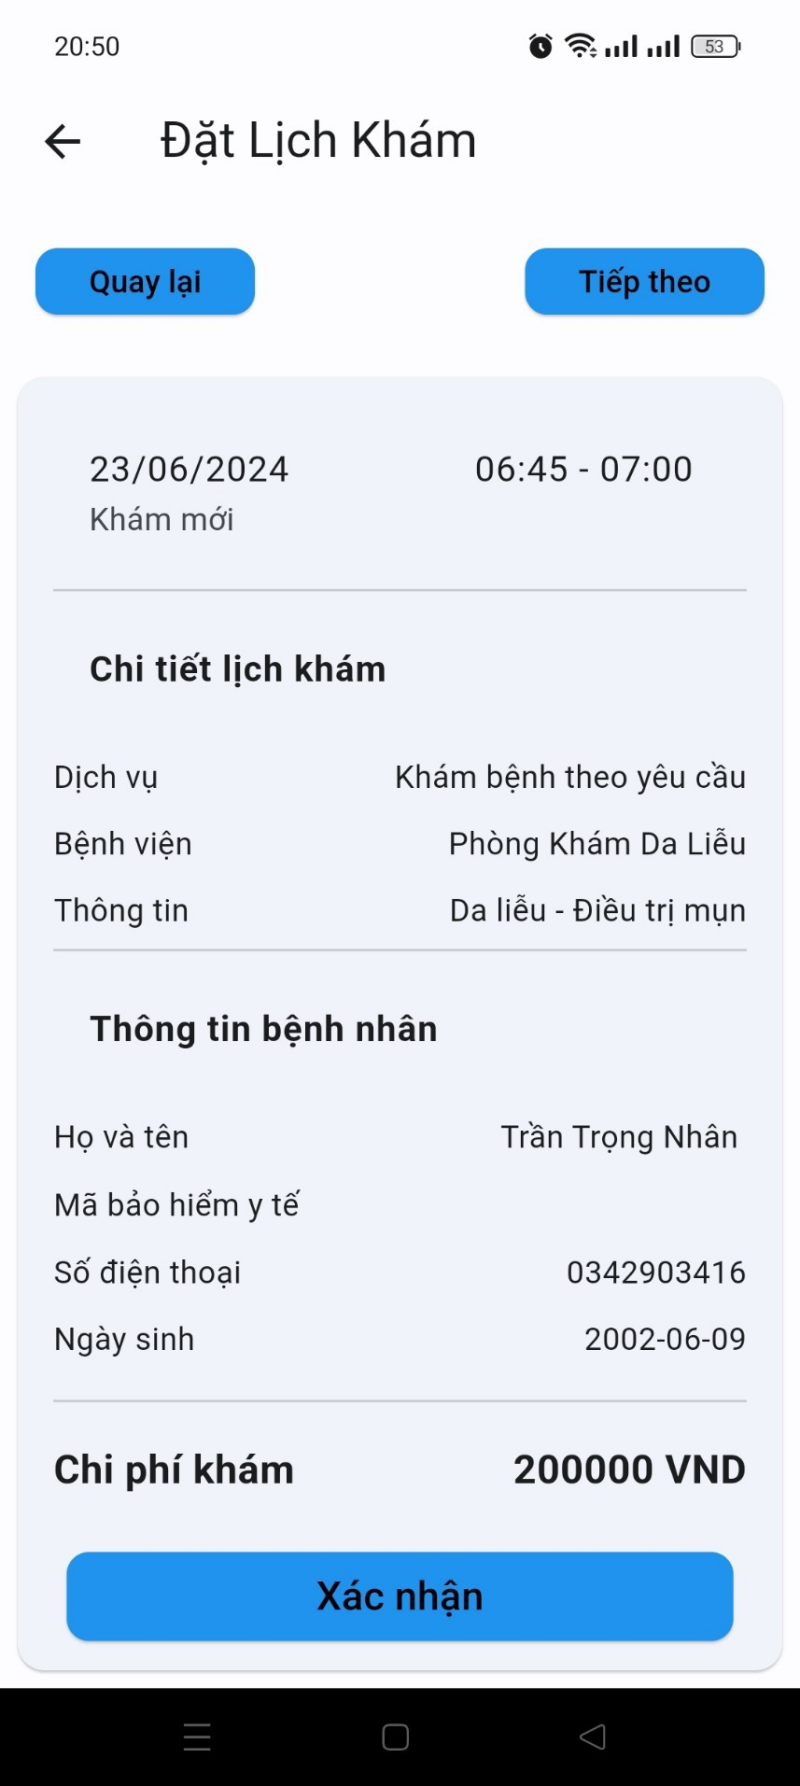 20:50
53
Đặt Lịch Khám
Quay lại
Tiếp theo
23/06/2024 06:45 - 07:00
Khám mới
Chi tiết lịch khám
Dịch vụ Khám bệnh theo yêu cầu
Bệnh viện Phòng Khám Da Liễu
Thông tin Da liễu - Điều trị mụn
Thông tin bệnh nhân
Họ và tên Trần Trọng Nhân
Mã bảo hiểm y tế
Số điện thoại 0342903416
Ngày sinh 2002-06-09
Chi phí khám 200000 VND
Xác nhận